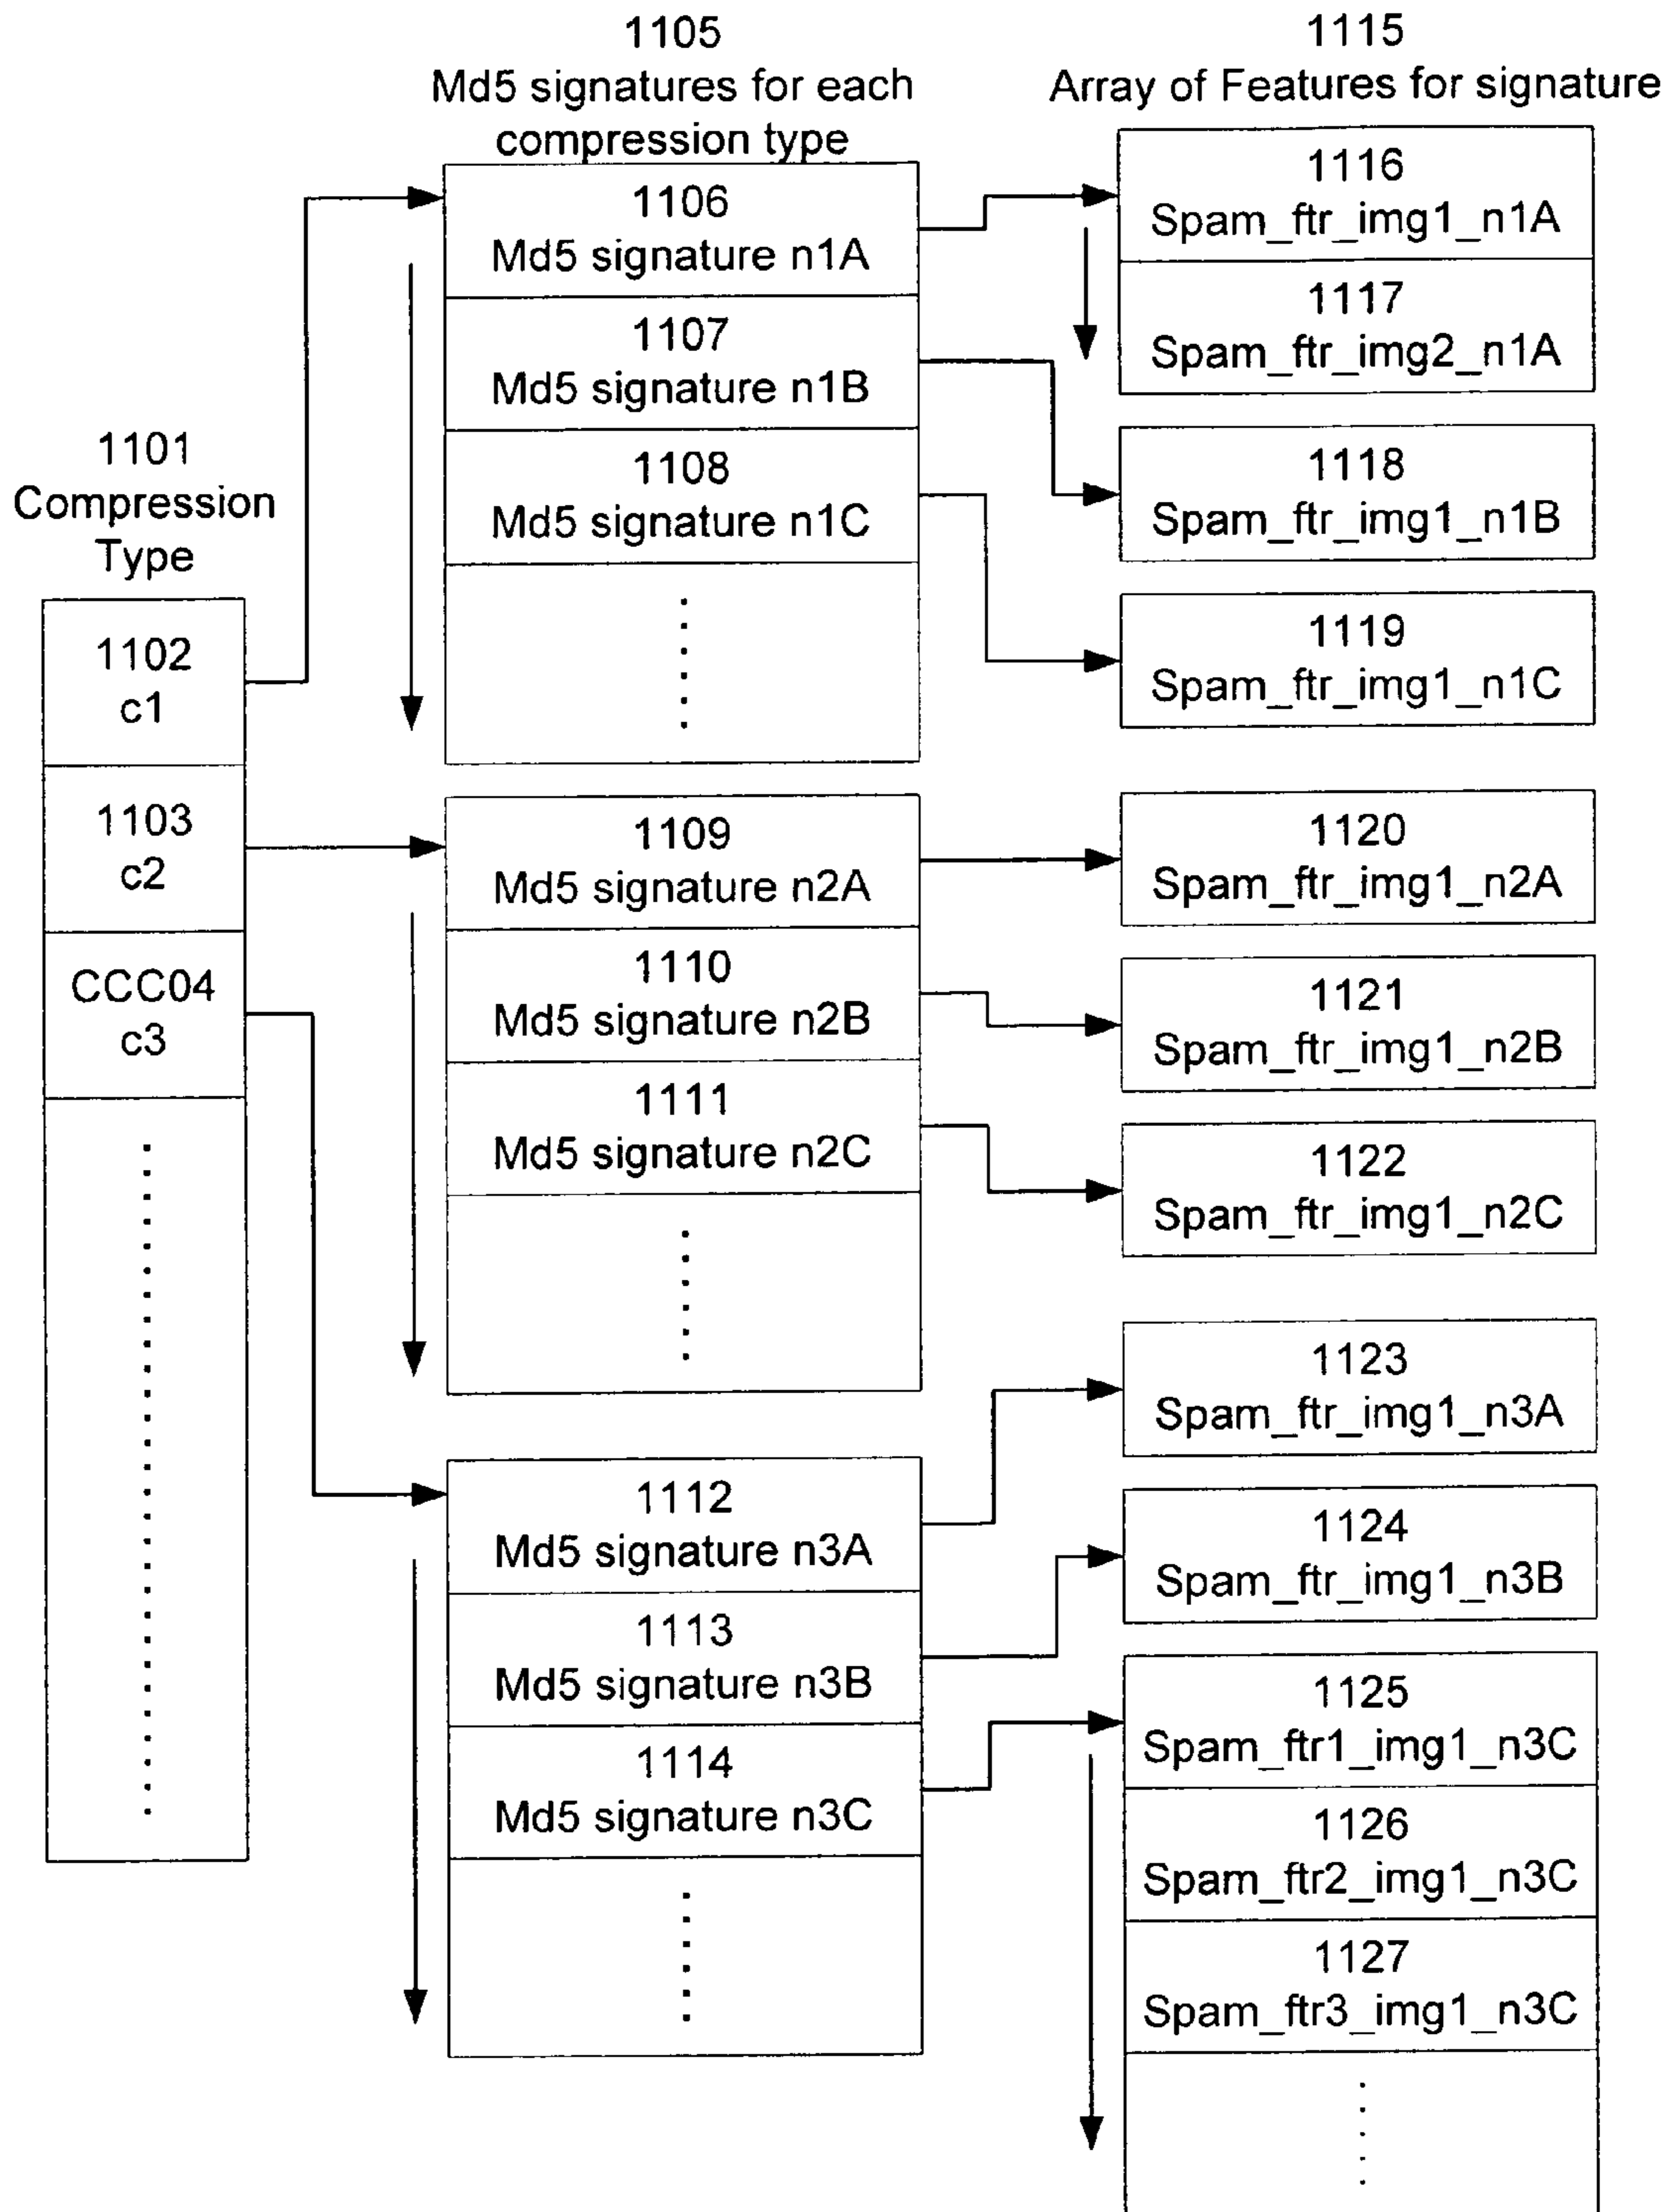 1105
Md5 signatures for each
compression type
1115
Array of Features for signature
1101
Compression
Type
1102
c1
1103
c2
CCC04
c3
1106
Md5 signature n1A
1107
Md5 signature n1B
1108
Md5 signature n1C
1109
Md5 signature n2A
1110
Md5 signature n2B
1111
Md5 signature n2C
1112
Md5 signature n3A
1113
Md5 signature n3B
1114
Md5 signature n3C
1116
Spam_ftr_img1_n1A
1117
Spam_ftr_img2_n1A
1118
Spam_ftr_img1_n1B
1119
Spam_ftr_img1_n1C
1120
Spam_ftr_img1_n2A
1121
Spam_ftr_img1_n2B
1122
Spam_ftr_img1_n2C
1123
Spam_ftr_img1_n3A
1124
Spam_ftr_img1_n3B
1125
Spam_ftr1_img1_n3C
1126
Spam_ftr2_img1_n3C
1127
Spam_ftr3_img1_n3C